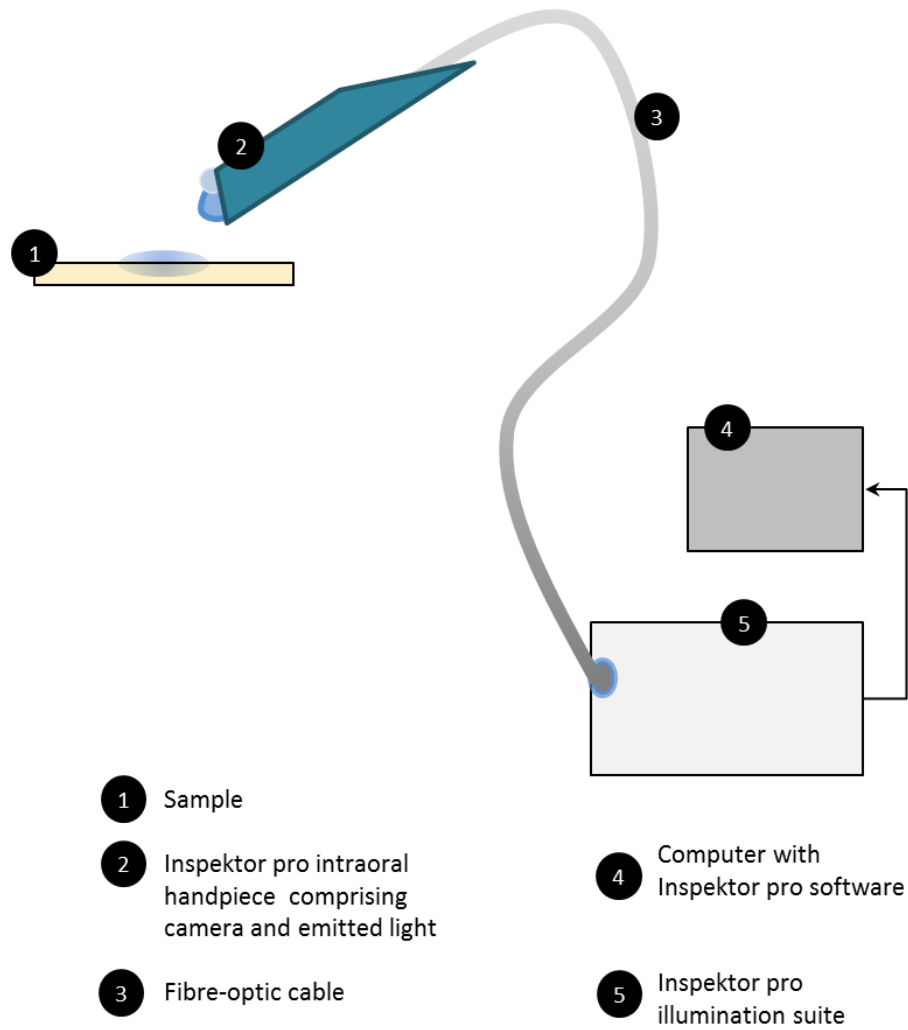 2
3
1
4
5
1 Sample
2 Inspektor pro intraoral
handpiece comprising
camera and emitted light
3 Fibre-optic cable
4 Computer with
Inspektor pro software
5 Inspektor pro
illumination suite